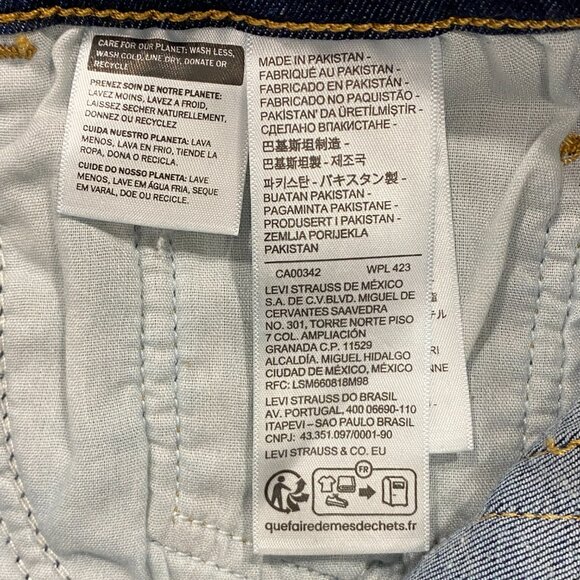 CARE FOR OUR PLANET: WASH LESS,
WASH COLD, LINE DRY, DONATE OR
RECYCLE
PRENEZ SOIN DE NOTRE PLANETE:
LAVEZ MOINS, LAVEZ A FROID,
LAISSEZ SECHER NATURELLEMENT,
DONNEZ OU RECYCLEZ
CUIDA NUESTRO PLANETA: LAVA
MENOS, LAVA EN FRIO, TIENDE LA
ROPA, DONA O RECICLA.
CUIDE DO NOSSO PLANETA: LAVE
MENOS, LAVE EM ÁGUA FRIA, SEQUE
EM VARAL, DOE OU RECICLE.
MADE IN PAKISTAN -
FABRIQUÉ AU PAKISTAN -
FABRICADO EN PAKISTÁN -
FABRICADO NO PAQUISTÃO -
PAKİSTAN' DA ÜRETİLMİŞTİR -
СДЕЛАНО ВПАКИСТАНЕ -
巴基斯坦制造 -
巴基斯坦製 - 제조국
파키스탄 - パキスタン製 -
BUATAN PAKISTAN -
PAGAMINTA PAKISTANE -
PRODUSERT I PAKISTAN -
ZEMLJA PORIJEKLA
PAKISTAN
CA00342 WPL 423
LEVI STRAUSS DE MÉXICO
S.A. DE C.V.BLVD. MIGUEL DE
CERVANTES SAAVEDRA
NO. 301, TORRE NORTE PISO
7 COL. AMPLIACIÓN
GRANADA C.P. 11529
ALCALDÍA. MIGUEL HIDALGO
CIUDAD DE MÉXICO, MÉXICO
RFC: LSM660818M98
LEVI STRAUSS DO BRASIL
AV. PORTUGAL, 400 06690-110
ITAPEVI – SAO PAULO BRASIL
CNPJ: 43.351.097/0001-90
LEVI STRAUSS & CO. EU
FR
quefairedemesdechets.fr